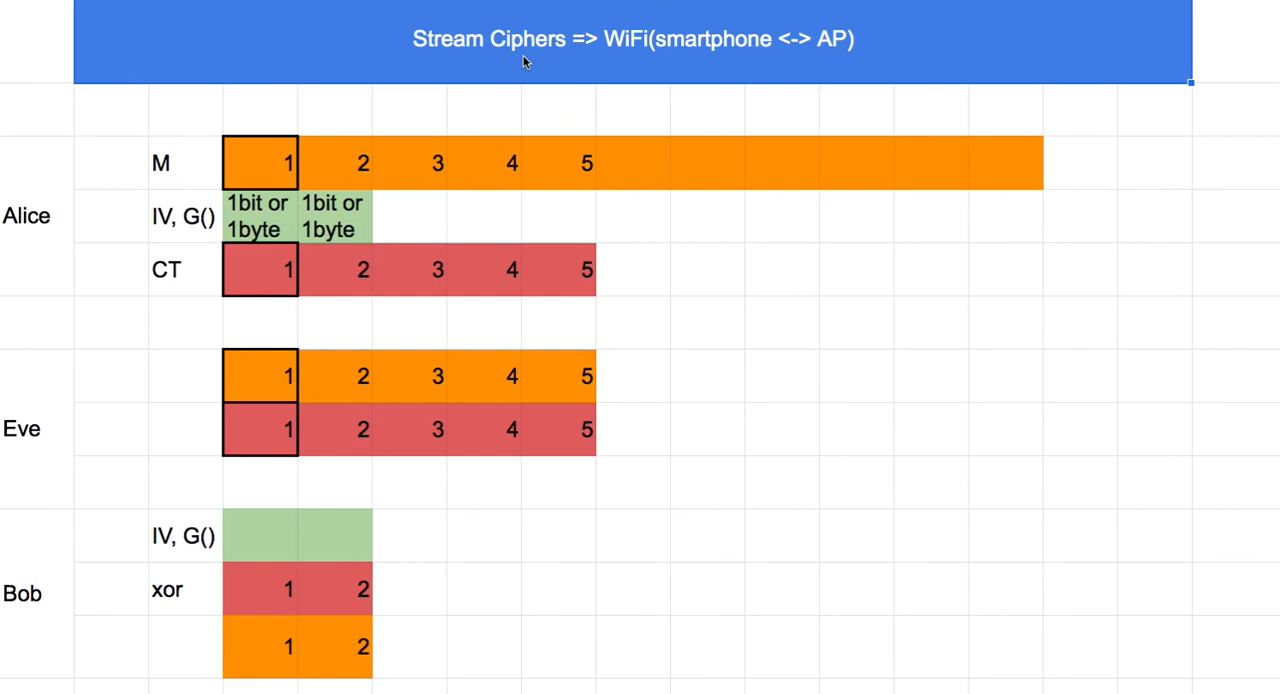 Stream Ciphers => WiFi(smartphone <-> AP)
M 1 2 3 4 5
Alice IV, G() 1bit or 1byte 1bit or 1byte
CT 1 2 3 4 5
1 2 3 4 5
Eve 1 2 3 4 5
IV, G()
Bob xor 1 2
1 2